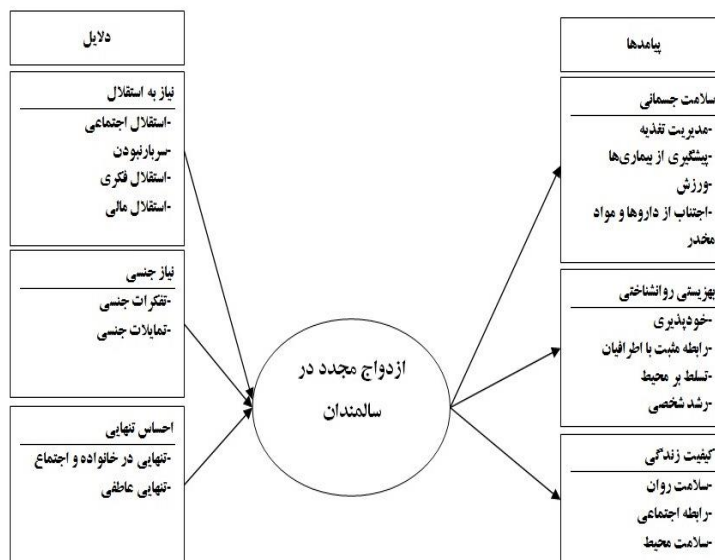 دلایل
نیاز به استقلال
-استقلال اجتماعی
-سربارنبودن
-استقلال فکری
-استقلال مالی
نیاز جنسی
-تفکرات جنسی
-تمایلات جنسی
احساس تنهایی
-تنهایی در خانواده و اجتماع
-تنهایی عاطفی
ازدواج مجدد در
سالمندان
پیامدها
سلامت جسمانی
-مدیریت تغذیه
-پیشگیری از بیماری‌ها
-ورزش
-اجتناب از داروها و مواد
مخدر
بهزیستی روانشناختی
-خودپذیری
-رابطه مثبت با اطرافیان
-تسلط بر محیط
-رشد شخصی
کیفیت زندگی
-سلامت روان
-رابطه اجتماعی
-سلامت محیط